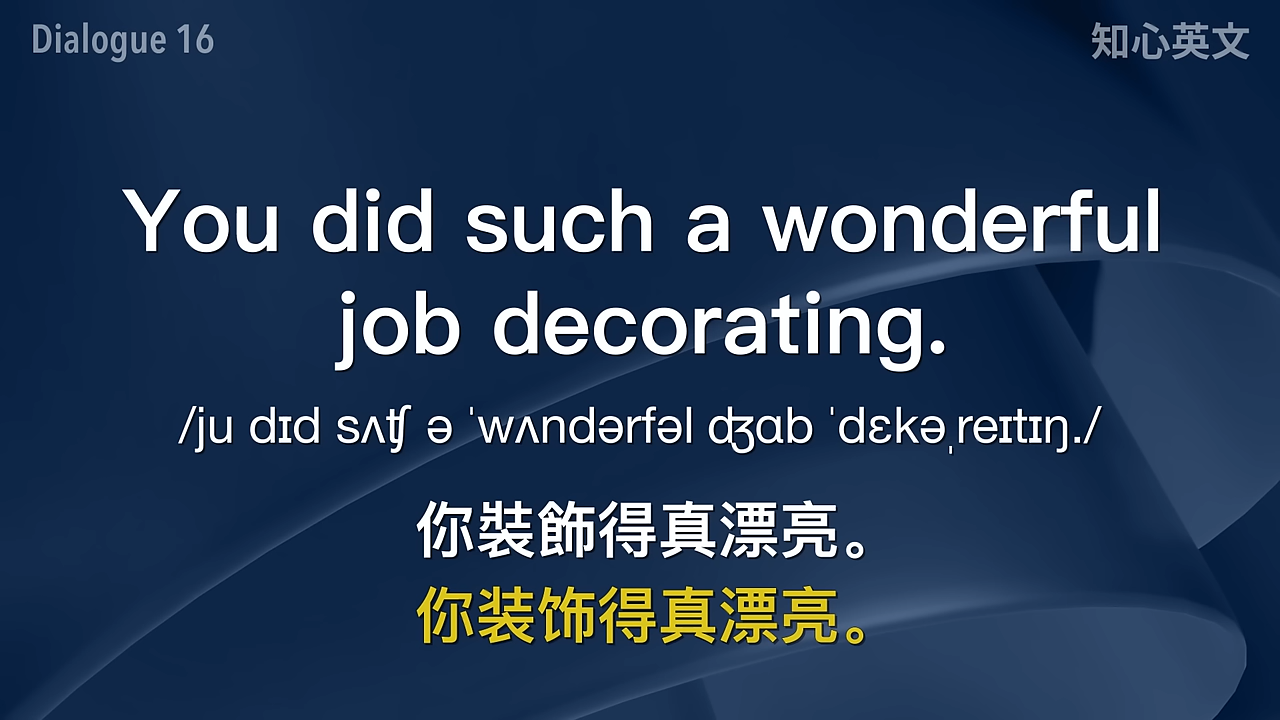 Dialogue 16
知心英文
You did such a wonderful
job decorating.
/ju dɪd sʌʧ ə ˈwʌndərfəl ʤɑb ˈdɛkəˌreɪtɪŋ./
你裝飾得真漂亮。
你装饰得真漂亮。